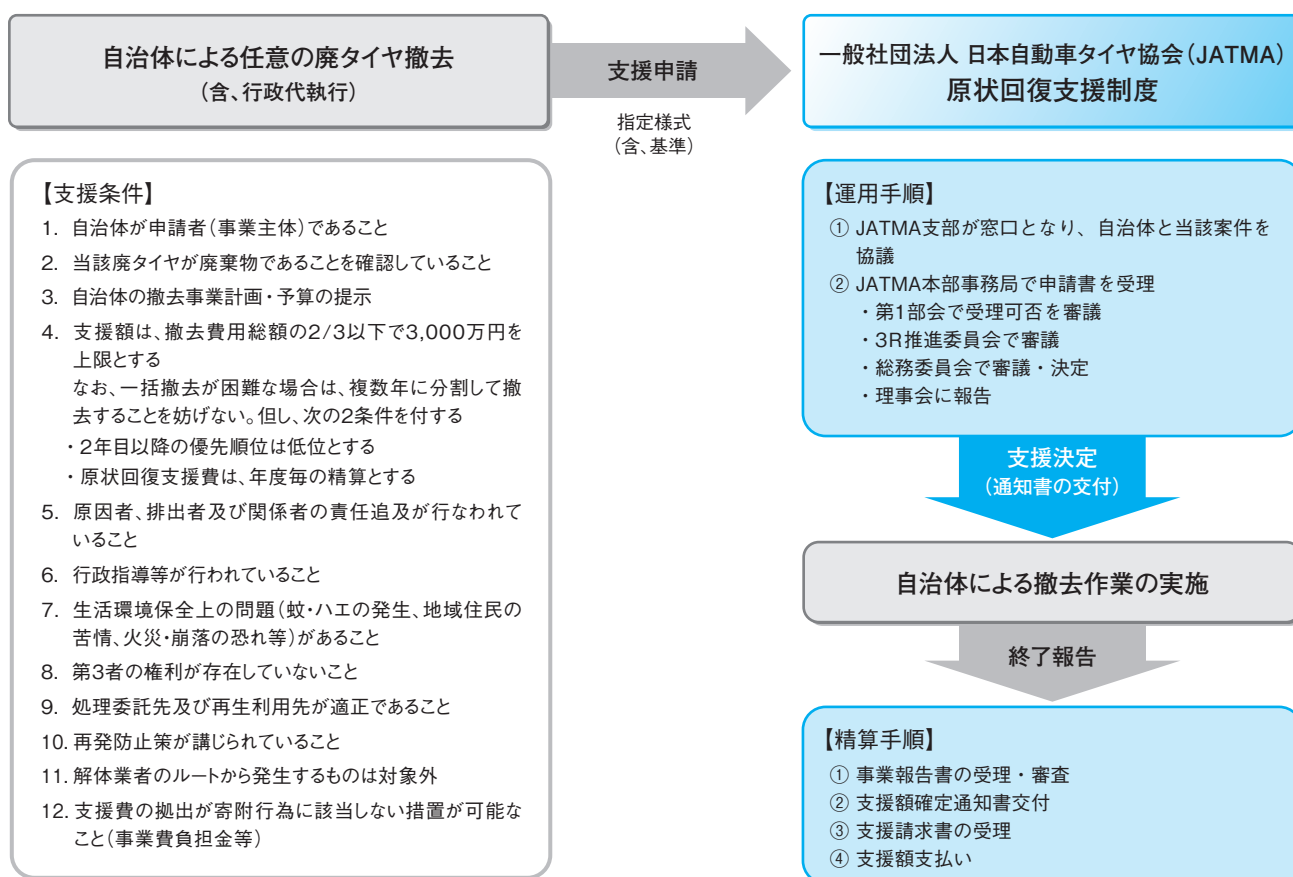 自治体による任意の廃タイヤ撤去
(含、行政代執行)
支援申請
指定様式
(含、基準)
一般社団法人 日本自動車タイヤ協会(JATMA)
原状回復支援制度
【支援条件】
1. 自治体が申請者(事業主体)であること
2. 当該廃タイヤが廃棄物であることを確認していること
3. 自治体の撤去事業計画・予算の提示
4. 支援額は、撤去費用総額の2/3以下で3,000万円を
上限とする
なお、一括撤去が困難な場合は、複数年に分割して撤
去することを妨げない。但し、次の2条件を付する
・2年目以降の優先順位は低位とする
・原状回復支援費は、年度毎の精算とする
5. 原因者、排出者及び関係者の責任追及が行なわれて
いること
6. 行政指導等が行われていること
7. 生活環境保全上の問題(蚊・ハエの発生、地域住民の
苦情、火災・崩落の恐れ等)があること
8. 第3者の権利が存在していないこと
9. 処理委託先及び再生利用先が適正であること
10. 再発防止策が講じられていること
11. 解体業者のルートから発生するものは対象外
12. 支援費の拠出が寄附行為に該当しない措置が可能な
こと(事業費負担金等)
【運用手順】
① JATMA支部が窓口となり、自治体と当該案件を
協議
② JATMA本部事務局で申請書を受理
・第1部会で受理可否を審議
・3R推進委員会で審議
・総務委員会で審議・決定
・理事会に報告
支援決定
(通知書の交付)
自治体による撤去作業の実施
終了報告
【精算手順】
① 事業報告書の受理・審査
② 支援額確定通知書交付
③ 支援請求書の受理
④ 支援額支払い